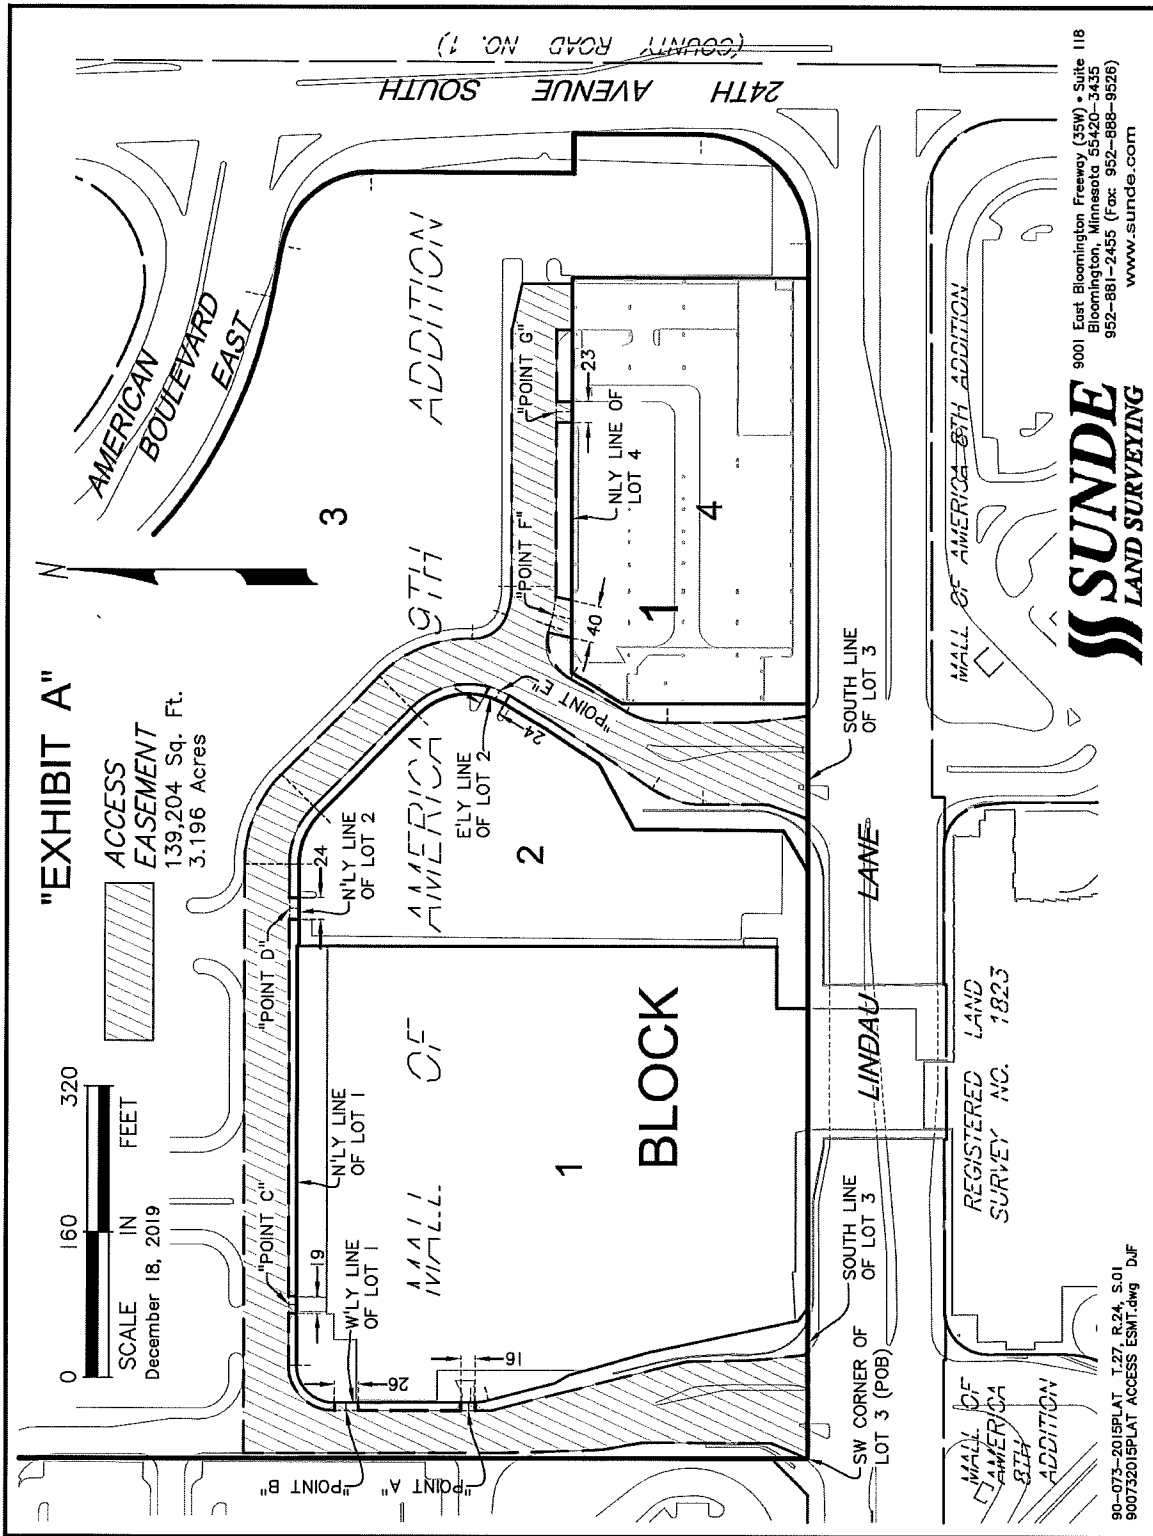 "EXHIBIT A"
ACCESS
EASEMENT
139,204 Sq. Ft.
3.196 Acres
0 160 320
SCALE IN FEET
December 18, 2019
N
AMERICAN
BOULEVARD
EAST
24TH AVENUE SOUTH
(COUNTY ROAD NO. 1)
3
MALL OF AMERICA 9TH ADDITION
"POINT C"
19
N'LY LINE
OF LOT 1
W'LY LINE
OF LOT 1
26
16
"POINT B"
"POINT A"
"POINT D"
24
N'LY LINE
OF LOT 2
E'LY LINE
OF LOT 2
24
"POINT E"
"POINT F"
40
"POINT G"
23
NLY LINE OF
LOT 4
4
2
1
BLOCK 1
SOUTH LINE
OF LOT 3
SOUTH LINE
OF LOT 3
SW CORNER OF
LOT 3 (POB)
LINDAU LANE
MALL OF
AMERICA
8TH
ADDITION
REGISTERED LAND
SURVEY NO. 1823
MALL OF AMERICA 8TH ADDITION
SUNDE
LAND SURVEYING
9001 East Bloomington Freeway (35W) • Suite 118
Bloomington, Minnesota 55420-3435
952-881-2455 (Fax: 952-888-9526)
www.sunde.com
90-073-2015PLAT T.27, R.24, S.01
900732015PLAT ACCESS ESMT.dwg DJF